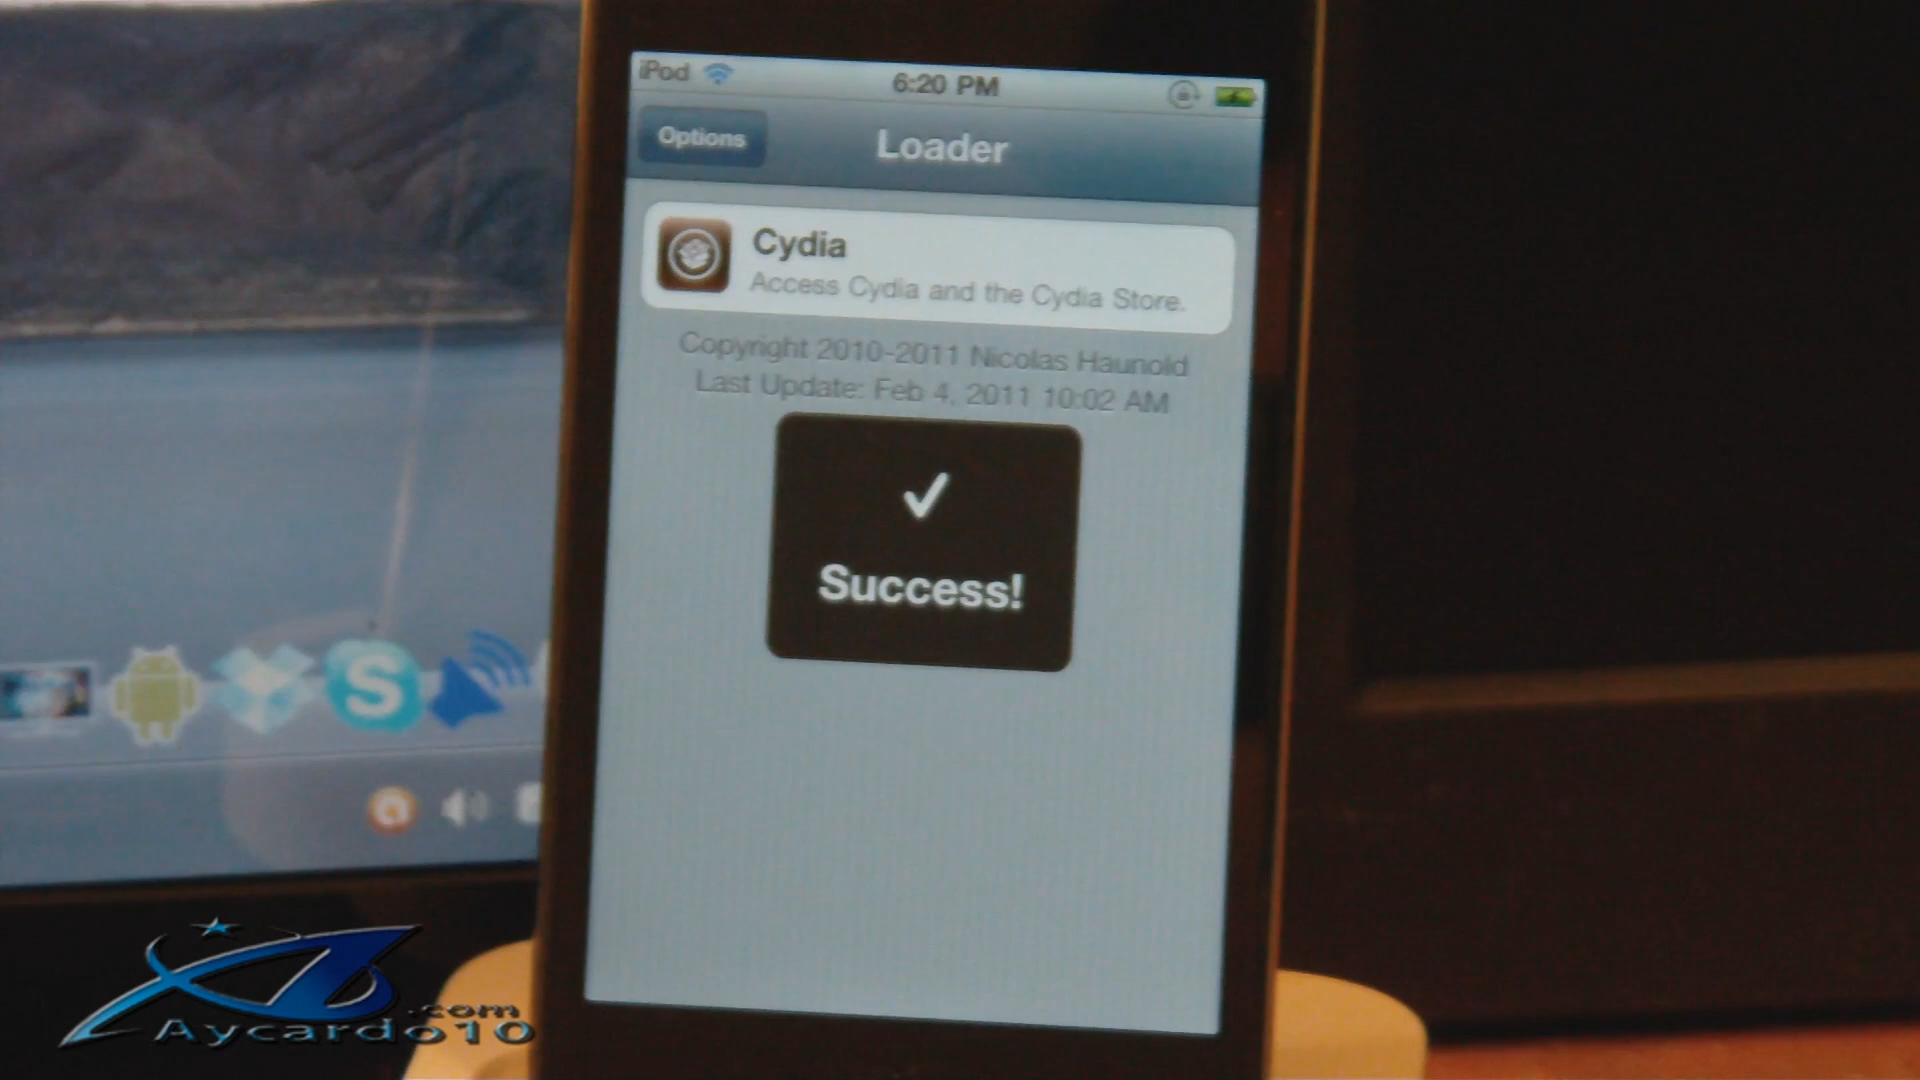 iPod
6:20 PM
Options
Loader
Cydia
Access Cydia and the Cydia Store.
Copyright 2010-2011 Nicolas Haunold
Last Update: Feb 4, 2011 10:02 AM
✓
Success!
S
a
.com
Aycardo10